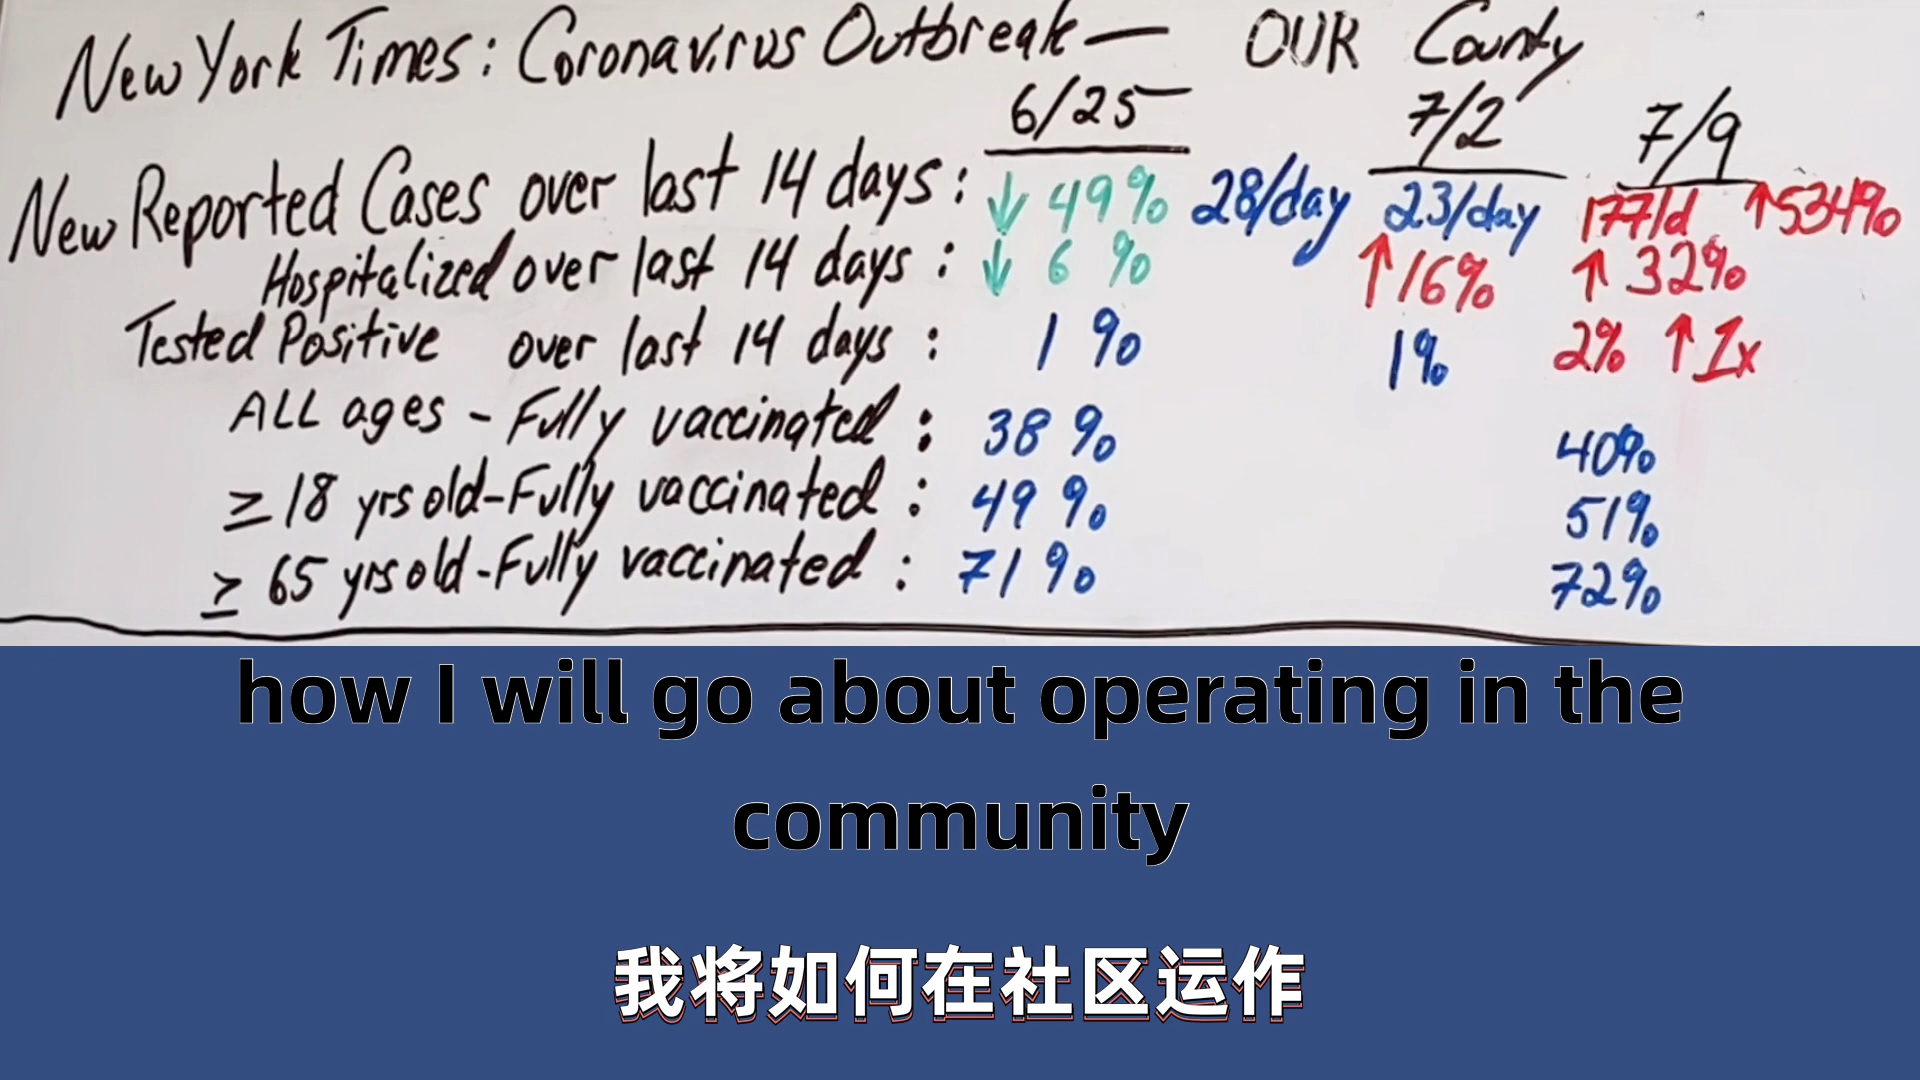 New York Times: Coronavirus Outbreak — OUR County
6/25 7/2 7/9
New Reported Cases over last 14 days: ↓ 49% 28/day 23/day 177/d ↑534%
Hospitalized over last 14 days: ↓ 6% ↑16% ↑ 32%
Tested Positive over last 14 days: 1% 1% 2% ↑ 1x
ALL ages - Fully vaccinated: 38% 40%
≥ 18 yrs old - Fully vaccinated: 49% 51%
≥ 65 yrs old - Fully vaccinated: 71% 72%
how I will go about operating in the
community
我将如何在社区运作